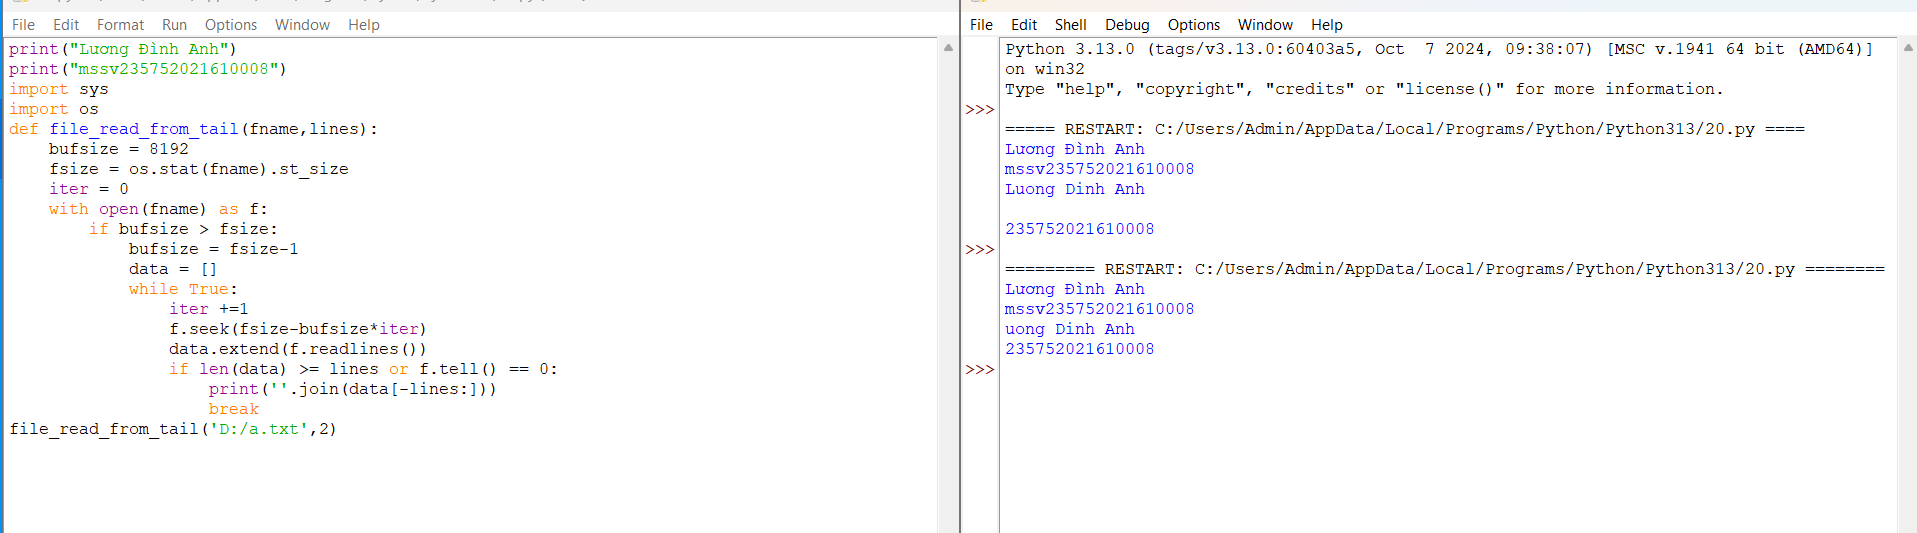 File Edit Format Run Options Window Help
print("Lương Đình Anh")
print("mssv235752021610008")
import sys
import os
def file_read_from_tail(fname,lines):
    bufsize = 8192
    fsize = os.stat(fname).st_size
    iter = 0
    with open(fname) as f:
        if bufsize > fsize:
            bufsize = fsize-1
            data = []
            while True:
                iter +=1
                f.seek(fsize-bufsize*iter)
                data.extend(f.readlines())
                if len(data) >= lines or f.tell() == 0:
                    print(''.join(data[-lines:]))
                    break
file_read_from_tail('D:/a.txt',2)
File Edit Shell Debug Options Window Help
Python 3.13.0 (tags/v3.13.0:60403a5, Oct  7 2024, 09:38:07) [MSC v.1941 64 bit (AMD64)]
on win32
Type "help", "copyright", "credits" or "license()" for more information.
>>>
===== RESTART: C:/Users/Admin/AppData/Local/Programs/Python/Python313/20.py ====
Lương Đình Anh
mssv235752021610008
Luong Dinh Anh
235752021610008
>>>
========= RESTART: C:/Users/Admin/AppData/Local/Programs/Python/Python313/20.py ========
Lương Đình Anh
mssv235752021610008
uong Dinh Anh
235752021610008
>>>